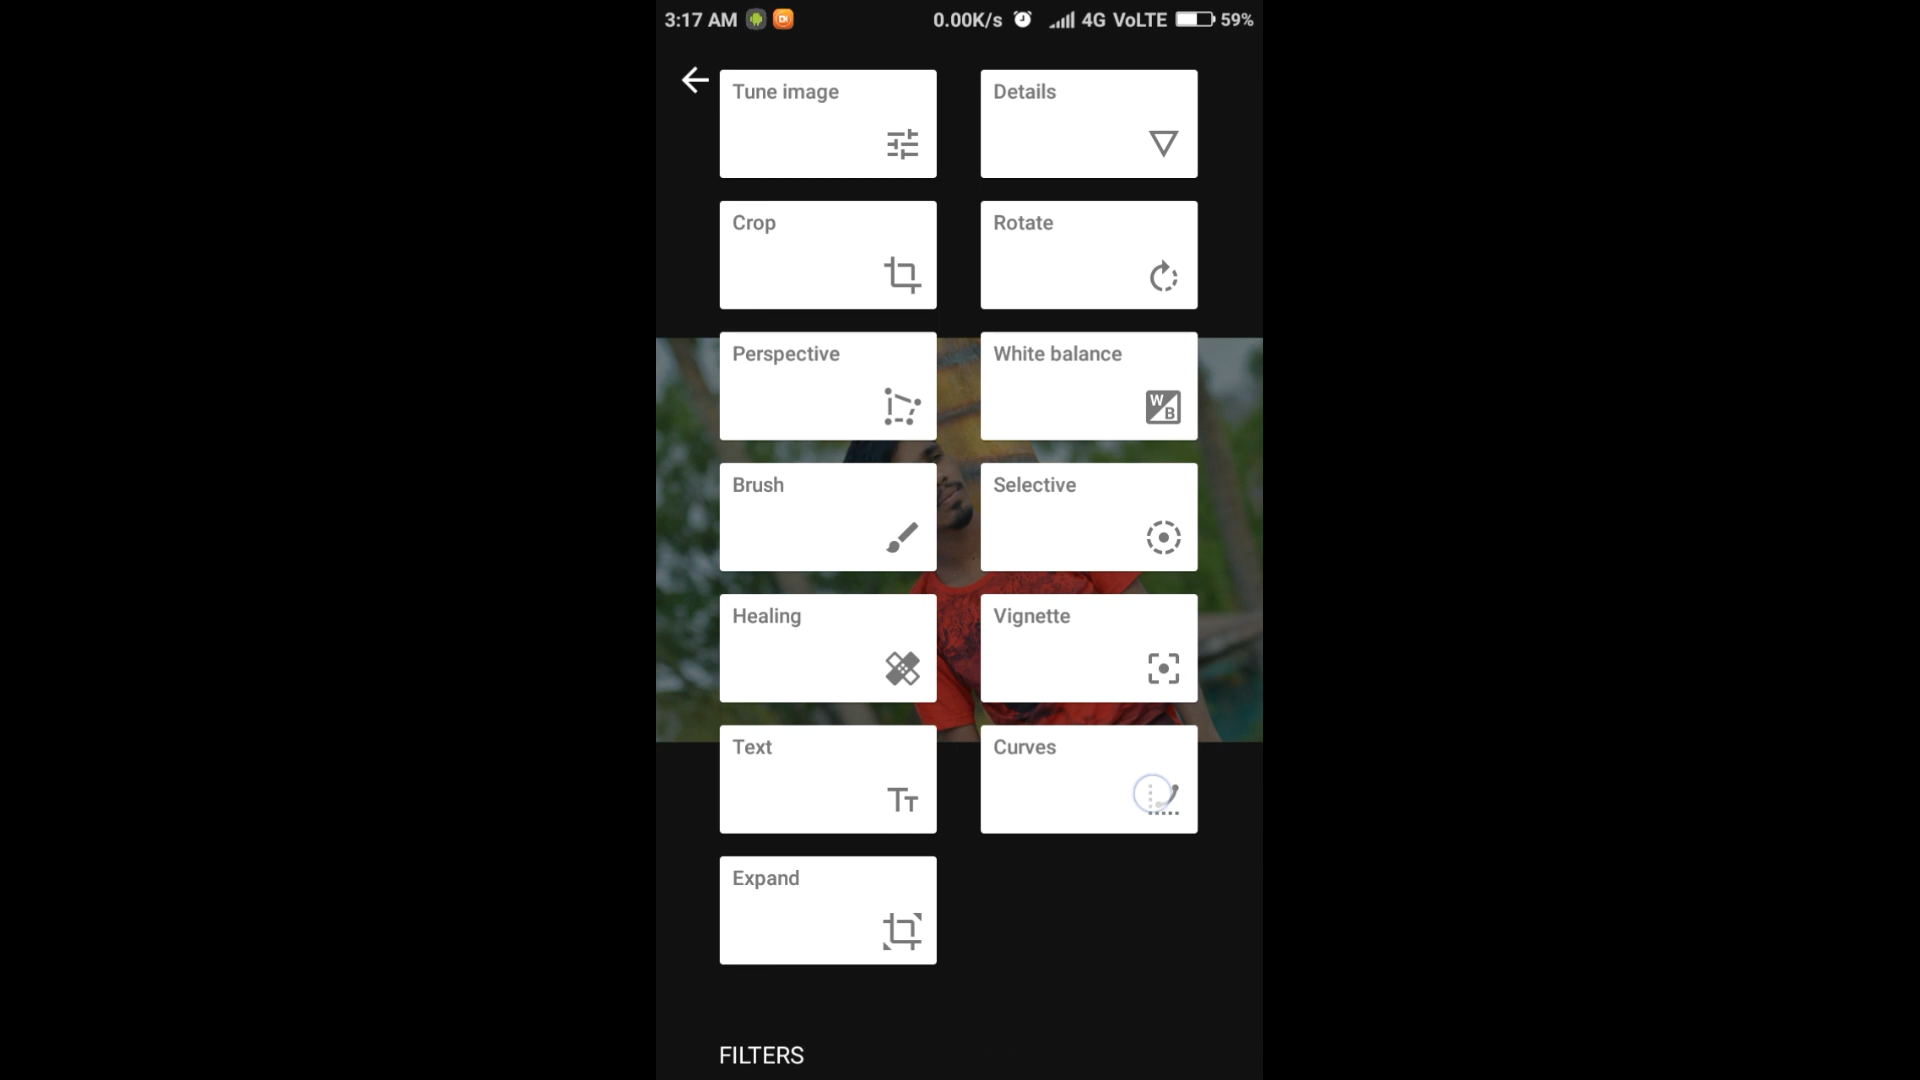 3:17 AM 0.00K/s 4G VoLTE 59%
Tune image
Details
Crop
Rotate
Perspective
White balance
W B
Brush
Selective
Healing
Vignette
Text
Tt
Curves
Expand
FILTERS